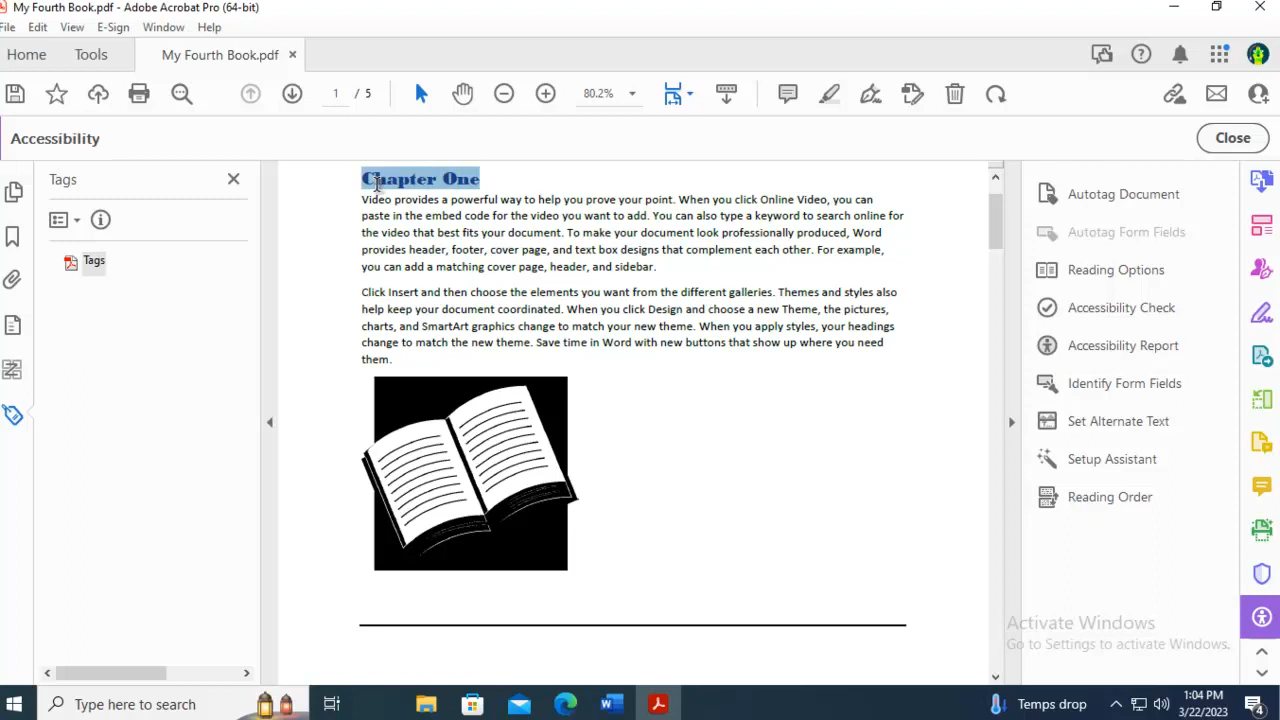 My Fourth Book.pdf - Adobe Acrobat Pro (64-bit)
File Edit View E-Sign Window Help
Home Tools My Fourth Book.pdf ×
1 / 5 80.2%
Accessibility Close
Tags
Tags
Chapter One
Video provides a powerful way to help you prove your point. When you click Online Video, you can
paste in the embed code for the video you want to add. You can also type a keyword to search online for
the video that best fits your document. To make your document look professionally produced, Word
provides header, footer, cover page, and text box designs that complement each other. For example,
you can add a matching cover page, header, and sidebar.
Click Insert and then choose the elements you want from the different galleries. Themes and styles also
help keep your document coordinated. When you click Design and choose a new Theme, the pictures,
charts, and SmartArt graphics change to match your new theme. When you apply styles, your headings
change to match the new theme. Save time in Word with new buttons that show up where you need
them.
Autotag Document
Autotag Form Fields
Reading Options
Accessibility Check
Accessibility Report
Identify Form Fields
Set Alternate Text
Setup Assistant
Reading Order
Activate Windows
Go to Settings to activate Windows.
Type here to search
Temps drop
1:04 PM
3/22/2023
4